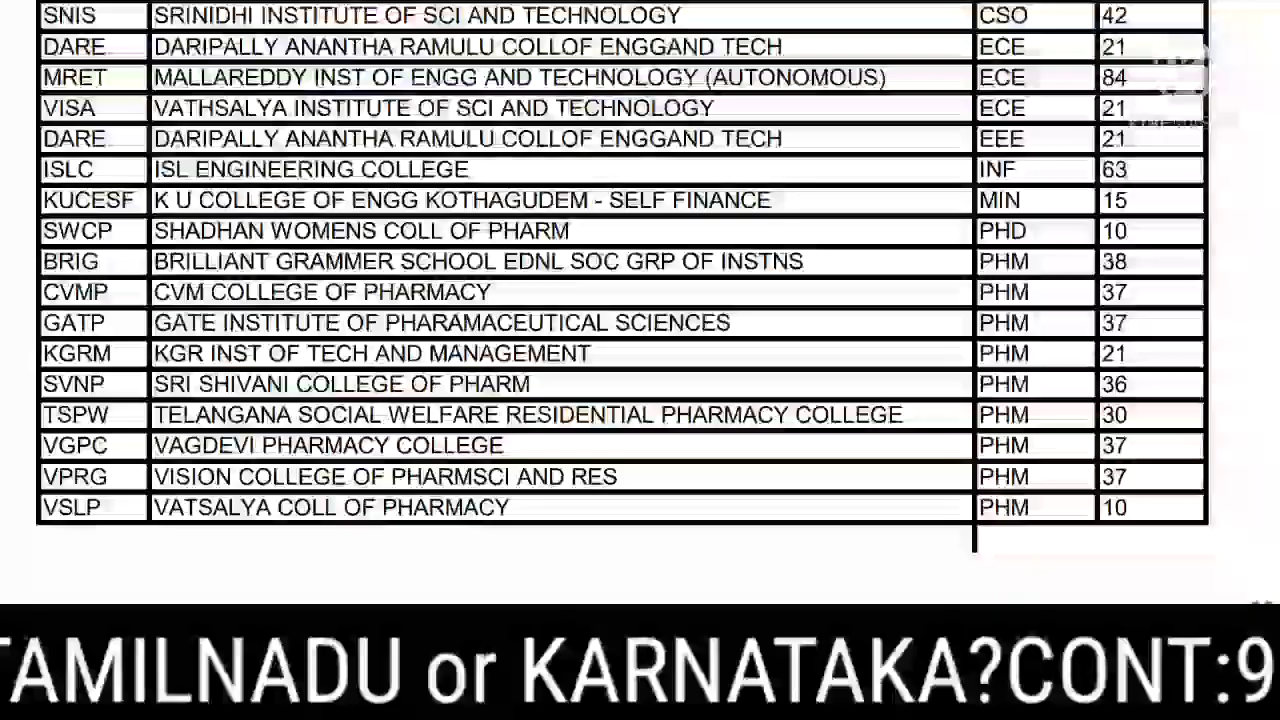 SNIS SRINIDHI INSTITUTE OF SCI AND TECHNOLOGY CSO 42
DARE DARIPALLY ANANTHA RAMULU COLLOF ENGGAND TECH ECE 21
MRET MALLAREDDY INST OF ENGG AND TECHNOLOGY (AUTONOMOUS) ECE 84
VISA VATHSALYA INSTITUTE OF SCI AND TECHNOLOGY ECE 21
DARE DARIPALLY ANANTHA RAMULU COLLOF ENGGAND TECH EEE 21
ISLC ISL ENGINEERING COLLEGE INF 63
KUCESF K U COLLEGE OF ENGG KOTHAGUDEM - SELF FINANCE MIN 15
SWCP SHADHAN WOMENS COLL OF PHARM PHD 10
BRIG BRILLIANT GRAMMER SCHOOL EDNL SOC GRP OF INSTNS PHM 38
CVMP CVM COLLEGE OF PHARMACY PHM 37
GATP GATE INSTITUTE OF PHARAMACEUTICAL SCIENCES PHM 37
KGRM KGR INST OF TECH AND MANAGEMENT PHM 21
SVNP SRI SHIVANI COLLEGE OF PHARM PHM 36
TSPW TELANGANA SOCIAL WELFARE RESIDENTIAL PHARMACY COLLEGE PHM 30
VGPC VAGDEVI PHARMACY COLLEGE PHM 37
VPRG VISION COLLEGE OF PHARMSCI AND RES PHM 37
VSLP VATSALYA COLL OF PHARMACY PHM 10
TAMILNADU or KARNATAKA?CONT:9